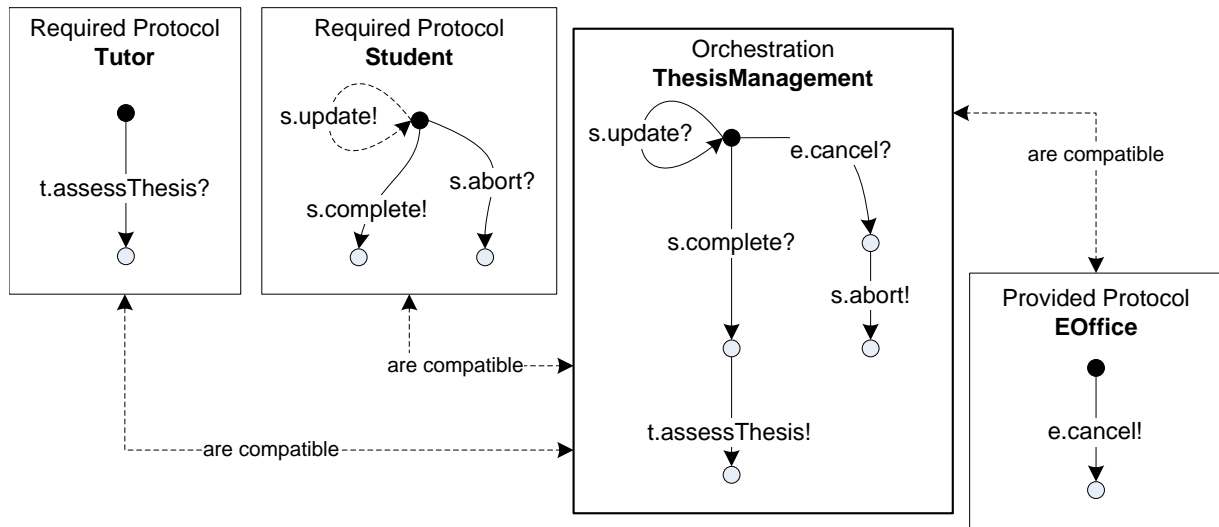 Required Protocol
Tutor
t.assessThesis?
Required Protocol
Student
s.update!
s.complete!
s.abort?
Orchestration
ThesisManagement
s.update?
e.cancel?
s.complete?
s.abort!
t.assessThesis!
are compatible
Provided Protocol
EOffice
e.cancel!
are compatible
are compatible